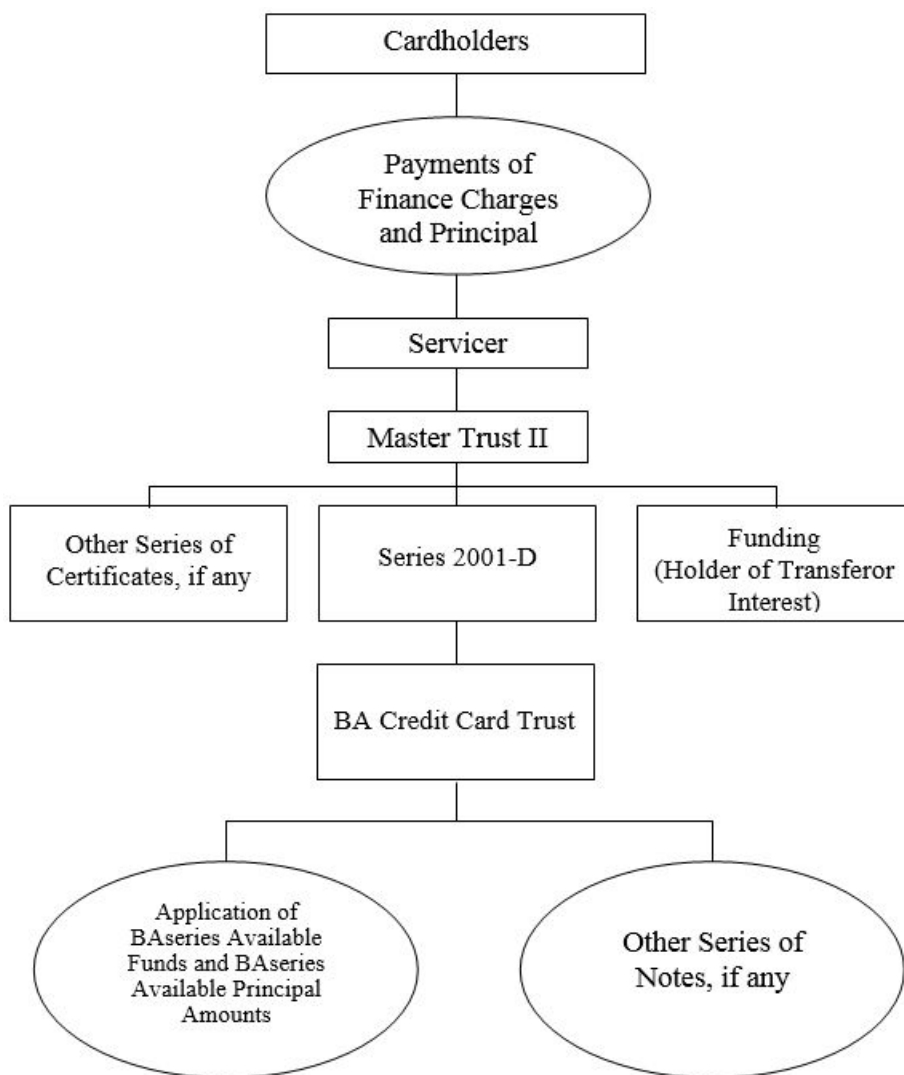 Cardholders
Payments of
Finance Charges
and Principal
Servicer
Master Trust II
Other Series of
Certificates, if any
Series 2001-D
Funding
(Holder of Transferor
Interest)
BA Credit Card Trust
Application of
BAseries Available
Funds and BAseries
Available Principal
Amounts
Other Series of
Notes, if any